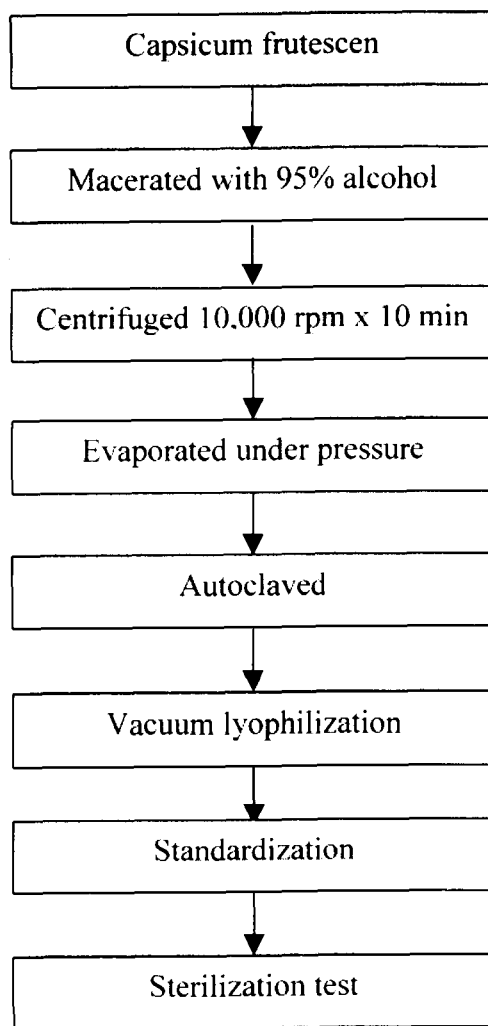 Capsicum frutescen
Macerated with 95% alcohol
Centrifuged 10.000 rpm x 10 min
Evaporated under pressure
Autoclaved
Vacuum lyophilization
Standardization
Sterilization test